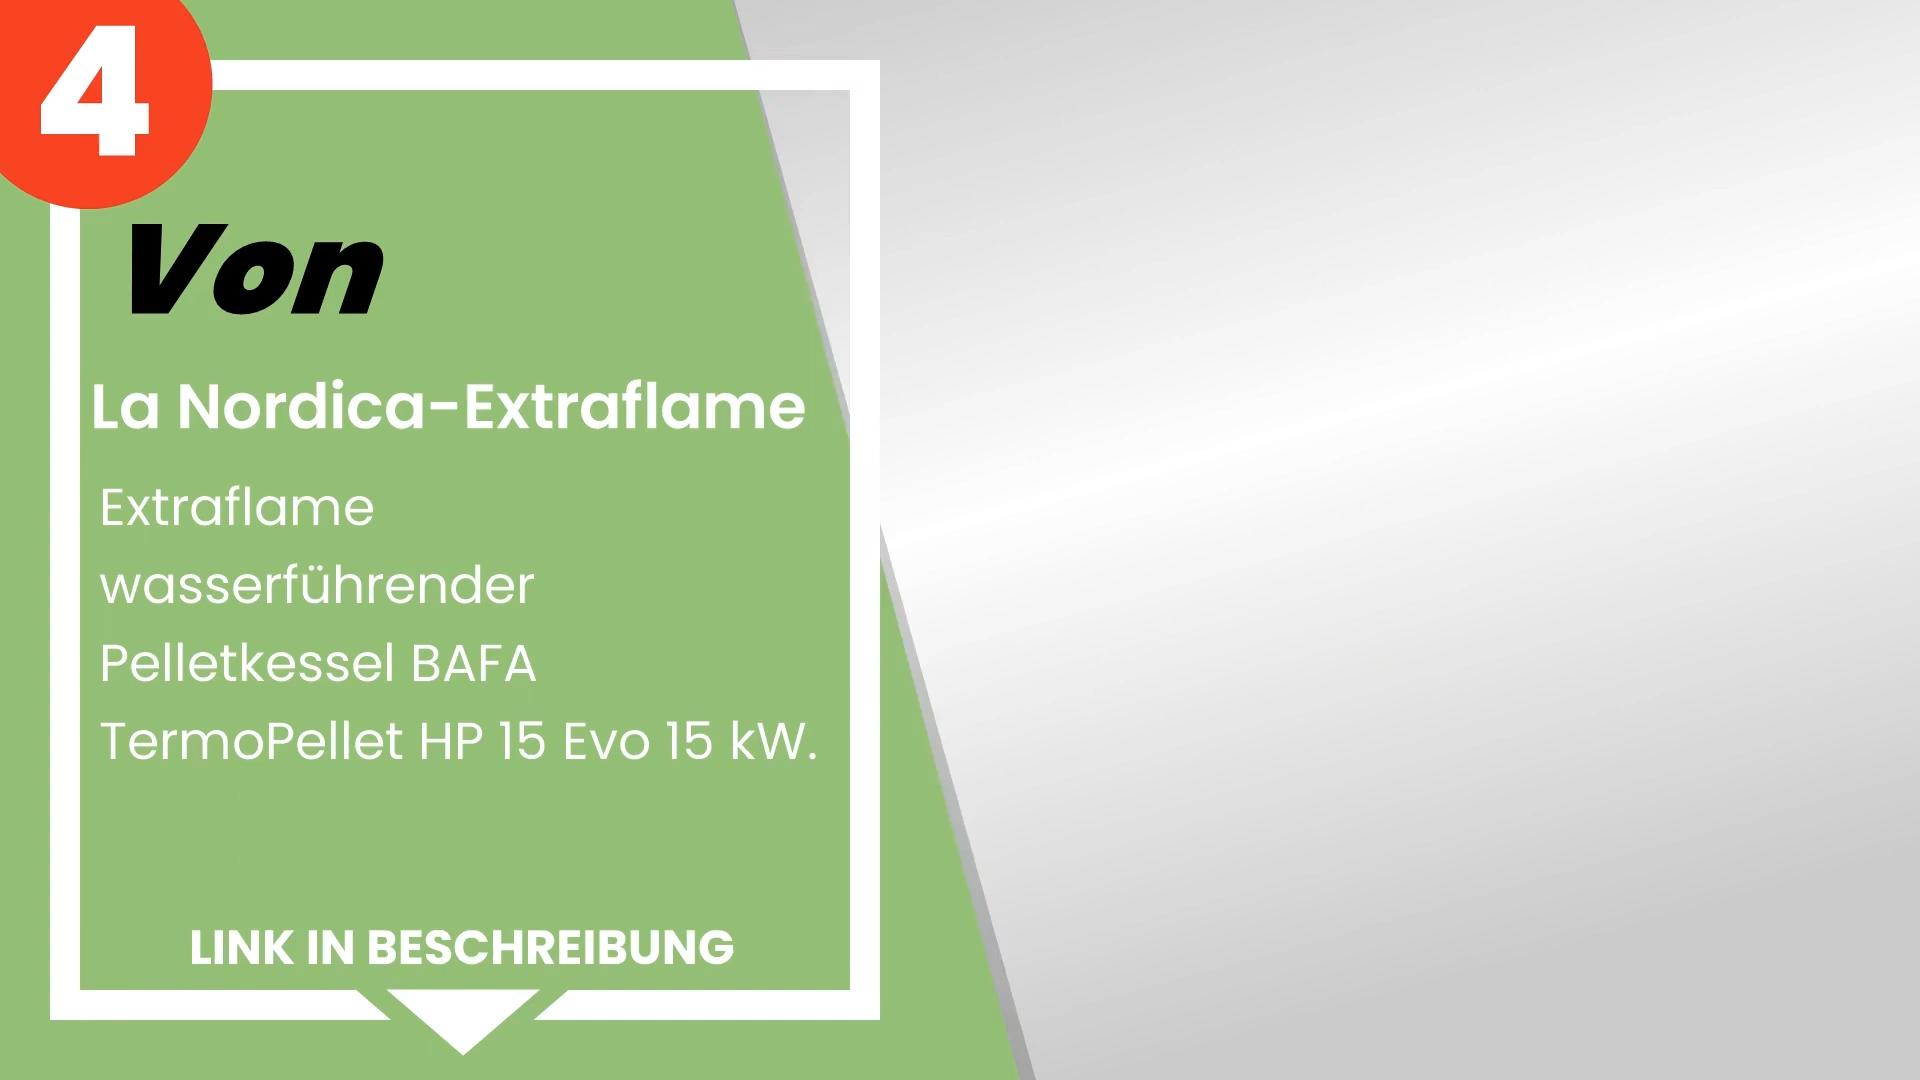 4
Von
La Nordica-Extraflame
Extraflame
wasserführender
Pelletkessel BAFA
TermoPellet HP 15 Evo 15 kW.
LINK IN BESCHREIBUNG